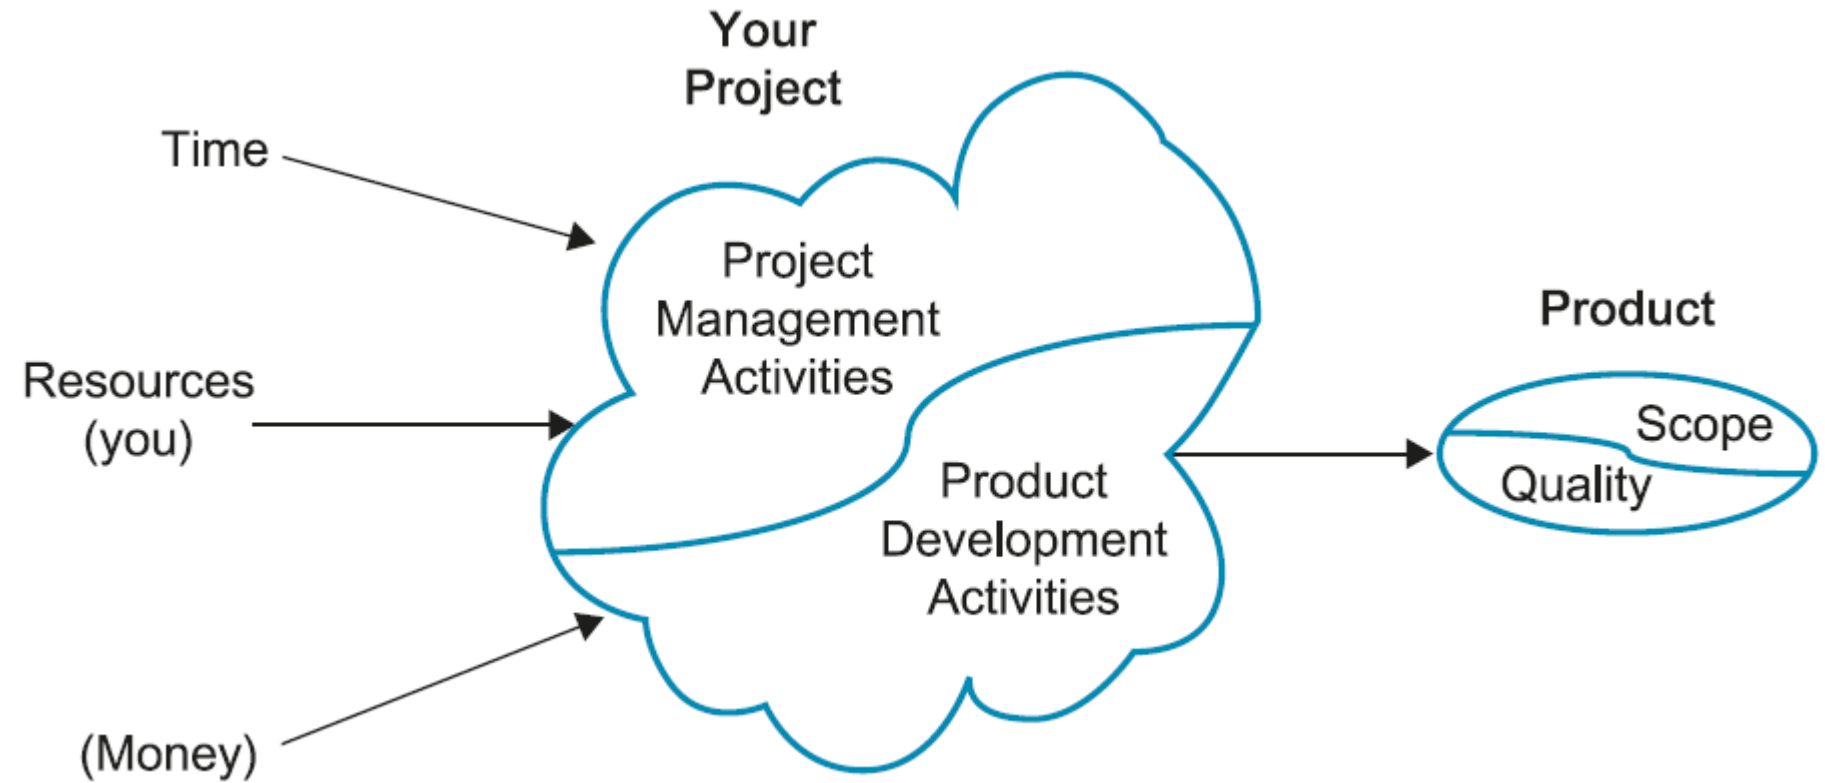 Your
Project
Time
Project
Management
Activities
Product
Resources
(you)
Scope
Quality
Product
Development
Activities
(Money)